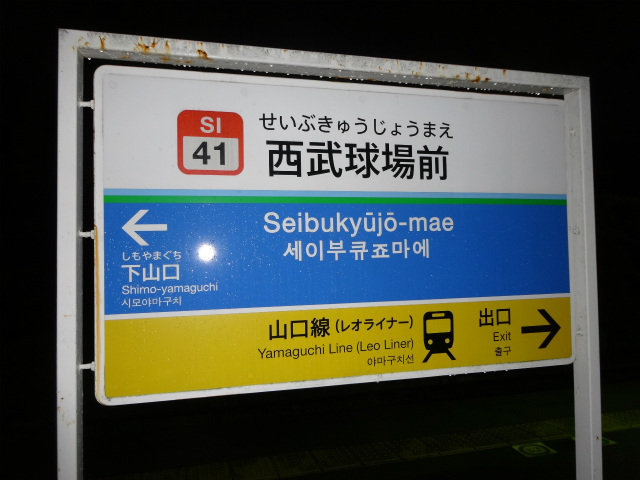 SI
41
せいぶきゅうじょうまえ
西武球場前
Seibukyūjō-mae
세이부큐죠마에
しもやまぐち
下山口
Shimo-yamaguchi
시모야마구치
山口線(レオライナー)
Yamaguchi Line (Leo Liner)
야마구치선
出口
Exit
출구